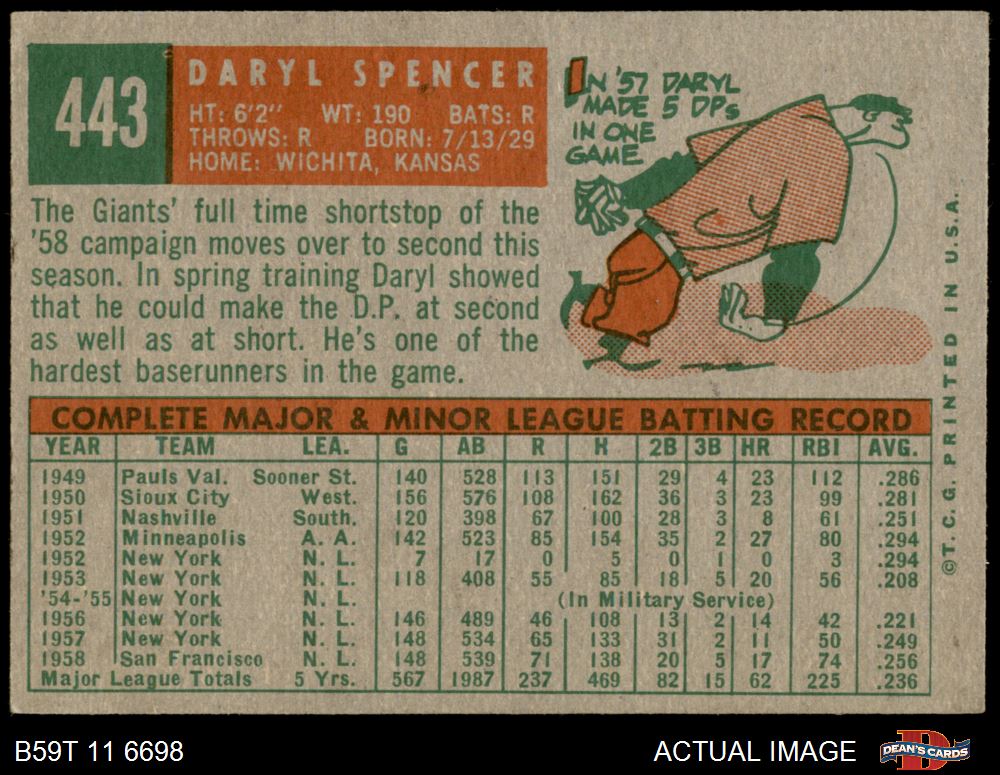 443
DARYL SPENCER
HT: 6'2" WT: 190 BATS: R
THROWS: R BORN: 7/13/29
HOME: WICHITA, KANSAS
IN '57 DARYL
MADE 5 DPs
IN ONE
GAME
The Giants' full time shortstop of the
'58 campaign moves over to second this
season. In spring training Daryl showed
that he could make the D.P. at second
as well as at short. He's one of the
hardest baserunners in the game.
COMPLETE MAJOR & MINOR LEAGUE BATTING RECORD
YEAR TEAM LEA. G AB R H 2B 3B HR RBI AVG.
1949 Pauls Val. Sooner St. 140 528 113 151 29 4 23 112 .286
1950 Sioux City West. 156 576 108 162 36 3 23 99 .281
1951 Nashville South. 120 398 67 100 28 3 8 61 .251
1952 Minneapolis A. A. 142 523 85 154 35 2 27 80 .294
1952 New York N. L. 7 17 0 5 0 1 0 3 .294
1953 New York N. L. 118 408 55 85 18 5 20 56 .208
'54-'55 New York N. L. (In Military Service)
1956 New York N. L. 146 489 46 108 13 2 14 42 .221
1957 New York N. L. 148 534 65 133 31 2 11 50 .249
1958 San Francisco N. L. 148 539 71 138 20 5 17 74 .256
Major League Totals 5 Yrs. 567 1987 237 469 82 15 62 225 .236
©T. C. G. PRINTED IN U.S.A.
B59T 11 6698
ACTUAL IMAGE
DEAN'S CARDS